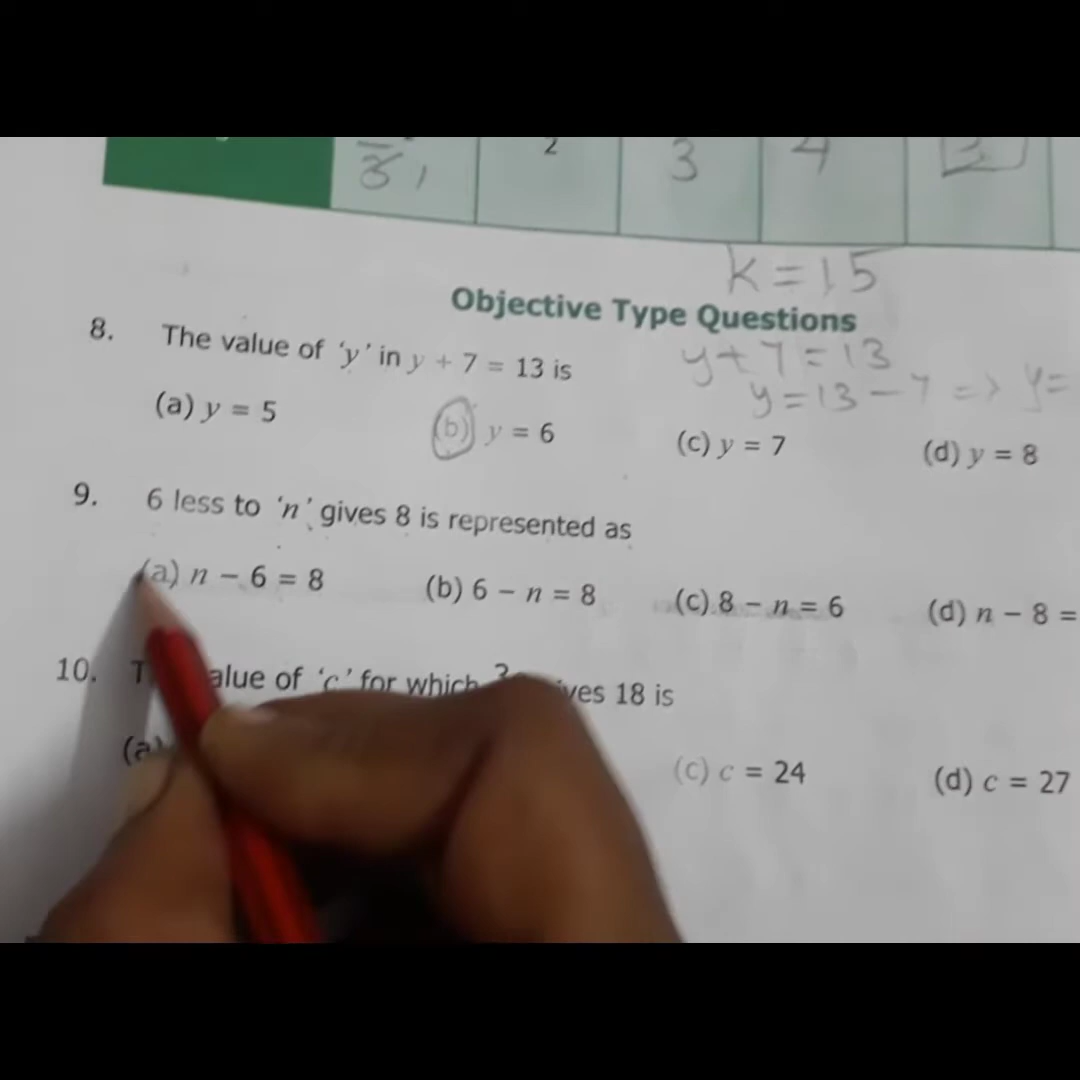 2 3 4 3
k = 15
Objective Type Questions
8. The value of 'y' in y + 7 = 13 is
y + 7 = 13
y = 13 - 7 => y =
(a) y = 5 (b) y = 6 (c) y = 7 (d) y = 8
9. 6 less to 'n' gives 8 is represented as
(a) n - 6 = 8 (b) 6 - n = 8 (c) 8 - n = 6 (d) n - 8 =
10. alue of 'c' for which ves 18 is
(a) (c) c = 24 (d) c = 27